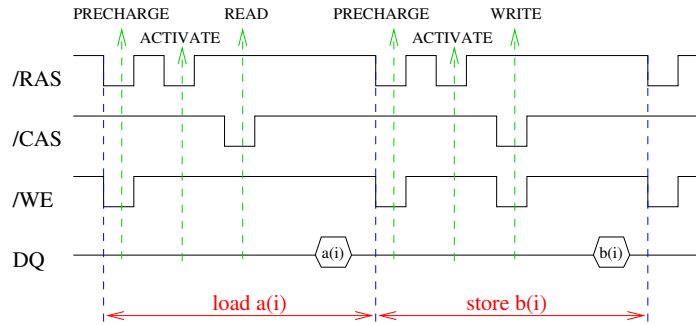 PRECHARGE READ PRECHARGE WRITE
ACTIVATE ACTIVATE
/RAS
/CAS
/WE
DQ a(i) b(i)
load a(i) store b(i)